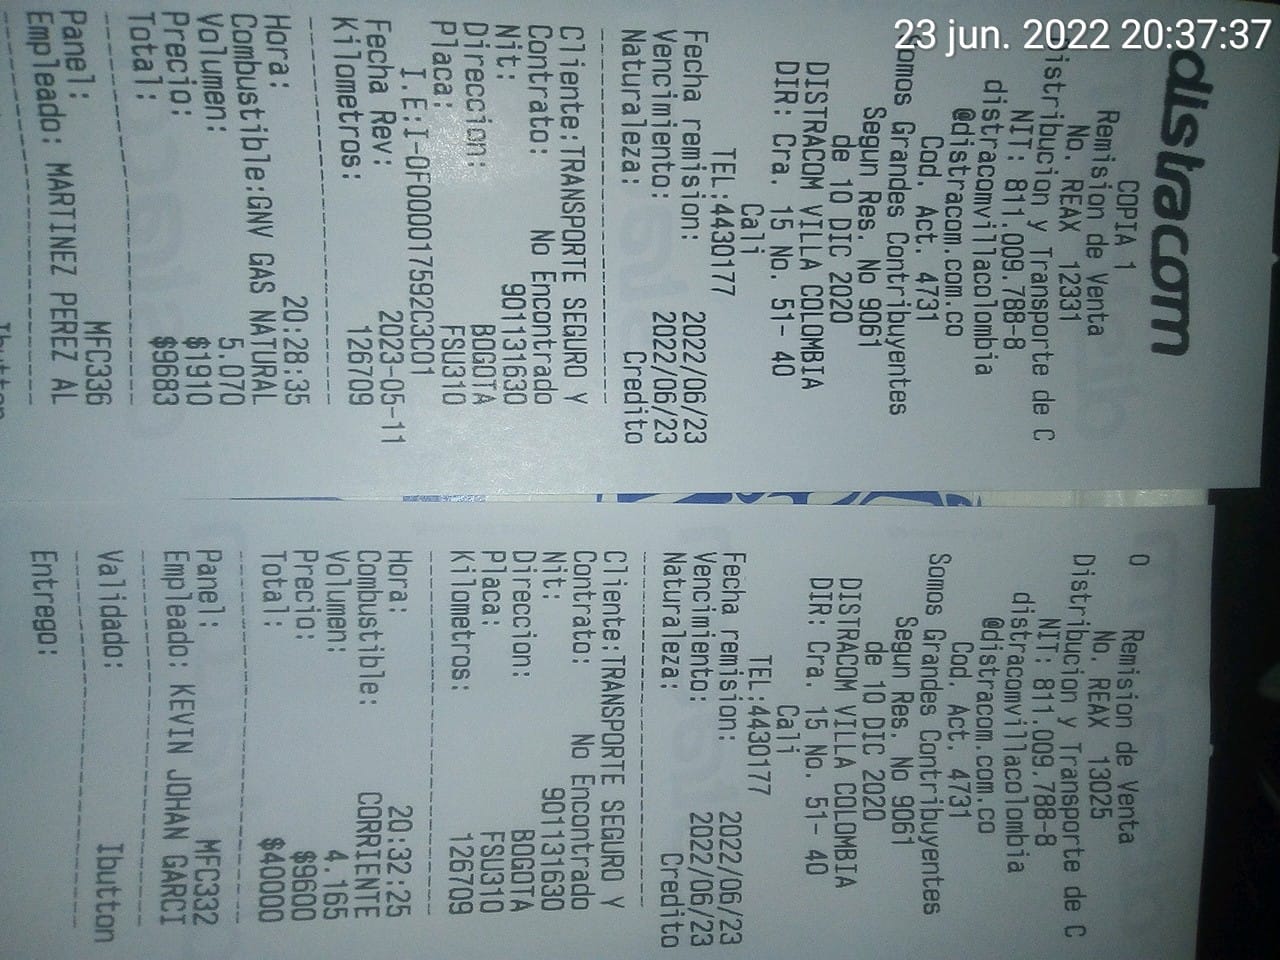 23 jun. 2022 20:37:37
distracom
COPIA 1
Remision de Venta
No. REAX 12331
Distribucion y Transporte de C
NIT: 811.009.788-8
distracomvillacolombia
@distracom.com.co
Cod. Act. 4731
Somos Grandes Contribuyentes
Segun Res. No 9061
de 10 DIC 2020
DISTRACOM VILLA COLOMBIA
DIR: Cra. 15 No. 51- 40
Cali
TEL:4430177
Fecha remision: 2022/06/23
Vencimiento: 2022/06/23
Naturaleza: Credito
Cliente:TRANSPORTE SEGURO Y
Contrato: No Encontrado
Nit: 901131630
Direccion: BOGOTA
Placa: FSU310
I.E:I-0F0000017592C3C01
Fecha Rev: 2023-05-11
Kilometros: 126709
Hora: 20:28:35
Combustible:GNV GAS NATURAL
Volumen: 5.070
Precio: $1910
Total: $9683
Panel: MFC336
Empleado: MARTINEZ PEREZ AL
Ibutton
O
Remision de Venta
No. REAX 13025
Distribucion y Transporte de C
NIT: 811.009.788-8
distracomvillacolombia
@distracom.com.co
Cod. Act. 4731
Somos Grandes Contribuyentes
Segun Res. No 9061
de 10 DIC 2020
DISTRACOM VILLA COLOMBIA
DIR: Cra. 15 No. 51- 40
Cali
TEL:4430177
Fecha remision: 2022/06/23
Vencimiento: 2022/06/23
Naturaleza: Credito
Cliente:TRANSPORTE SEGURO Y
Contrato: No Encontrado
Nit: 901131630
Direccion: BOGOTA
Placa: FSU310
Kilometros: 126709
Hora: 20:32:25
Combustible: CORRIENTE
Volumen: 4.165
Precio: $9600
Total: $40000
Panel: MFC332
Empleado: KEVIN JOHAN GARCI
Validado: Ibutton
Entrego: